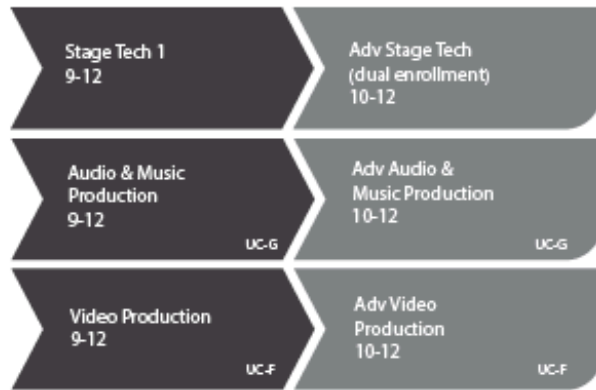 Stage Tech 1
9-12
Adv Stage Tech
(dual enrollment)
10-12
Audio & Music
Production
9-12
UC-G
Adv Audio &
Music Production
10-12
UC-G
Video Production
9-12
UC-F
Adv Video
Production
10-12
UC-F